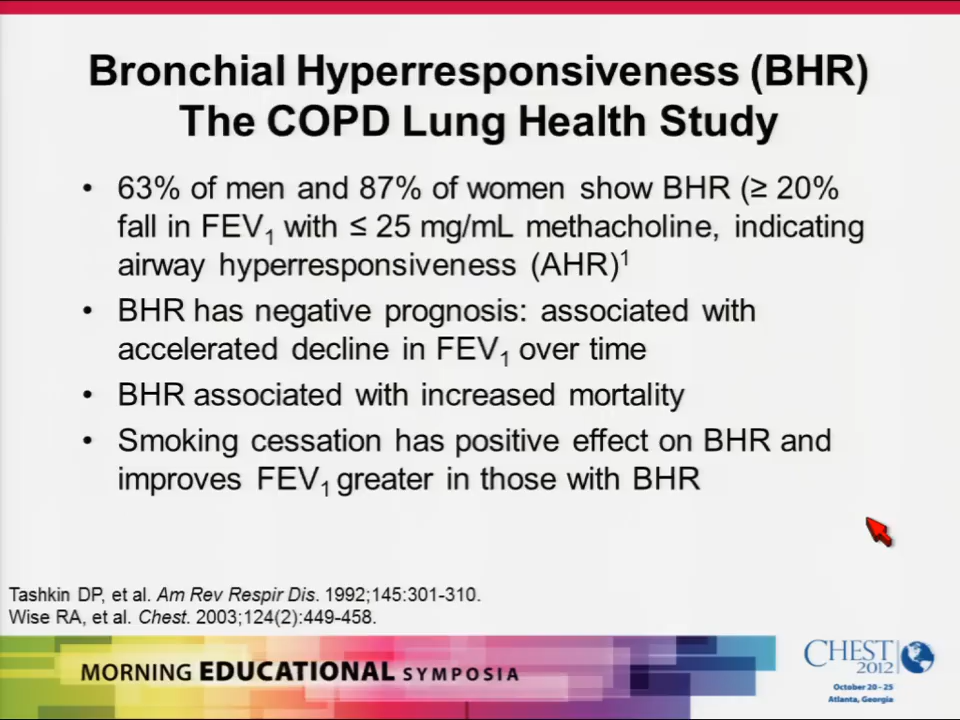 Bronchial Hyperresponsiveness (BHR)
The COPD Lung Health Study
• 63% of men and 87% of women show BHR (≥ 20%
fall in FEV1 with ≤ 25 mg/mL methacholine, indicating
airway hyperresponsiveness (AHR)1
• BHR has negative prognosis: associated with
accelerated decline in FEV1 over time
• BHR associated with increased mortality
• Smoking cessation has positive effect on BHR and
improves FEV1 greater in those with BHR
Tashkin DP, et al. Am Rev Respir Dis. 1992;145:301-310.
Wise RA, et al. Chest. 2003;124(2):449-458.
MORNING EDUCATIONAL SYMPOSIA
CHEST
2012
October 20 – 25
Atlanta, Georgia